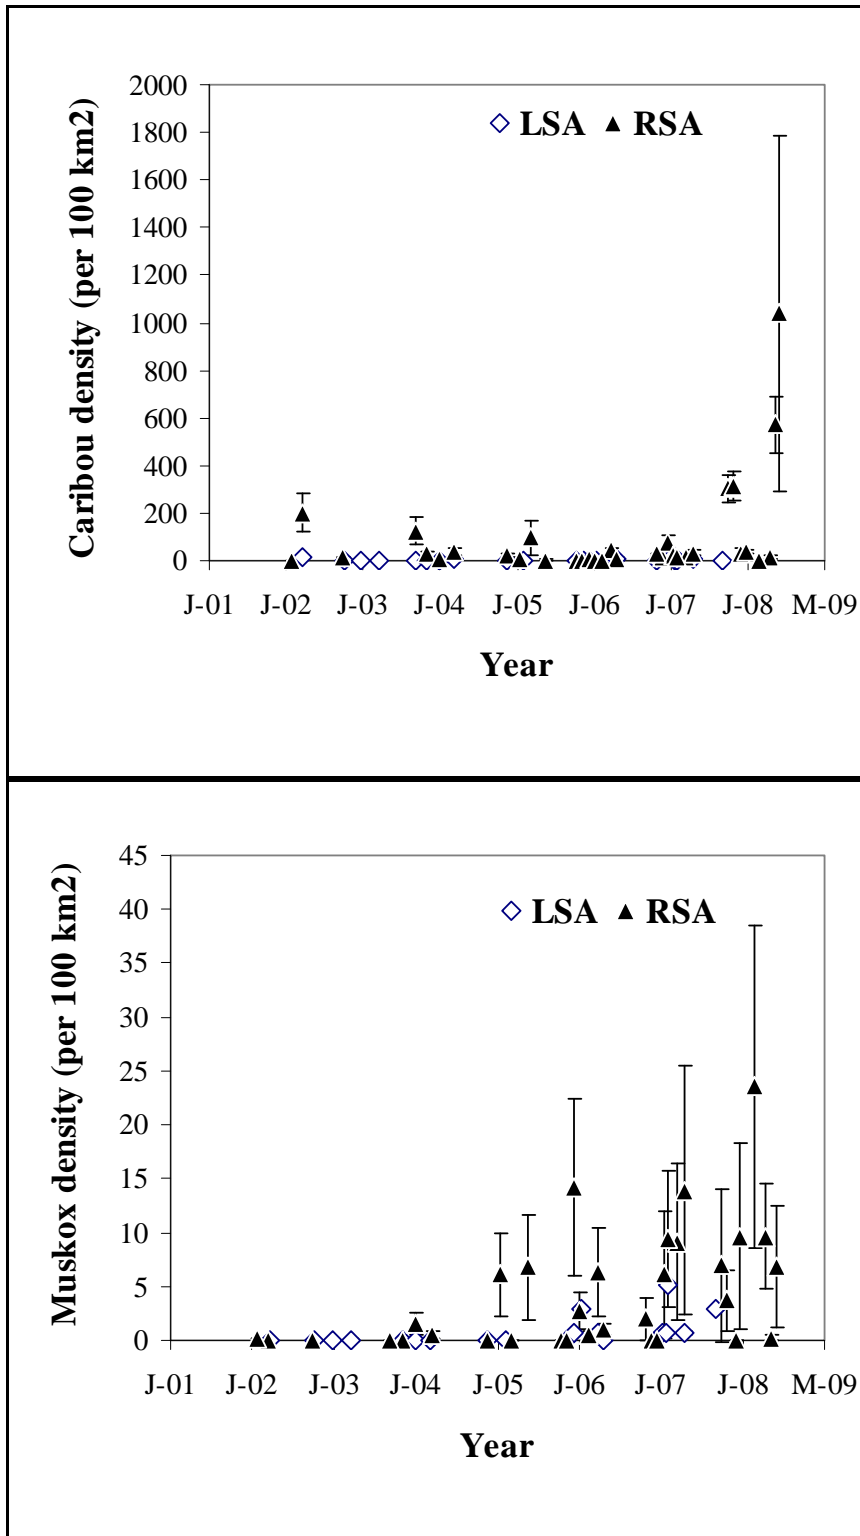 Caribou density (per 100 km2)
2000
1800
1600
1400
1200
1000
800
600
400
200
0
LSA RSA
J-01 J-02 J-03 J-04 J-05 J-06 J-07 J-08 M-09
Year
Muskox density (per 100 km2)
45
40
35
30
25
20
15
10
5
0
LSA RSA
J-01 J-02 J-03 J-04 J-05 J-06 J-07 J-08 M-09
Year